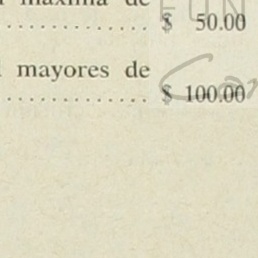 máxima de
........................ $ 50.00
mayores de
........................ $ 100.00